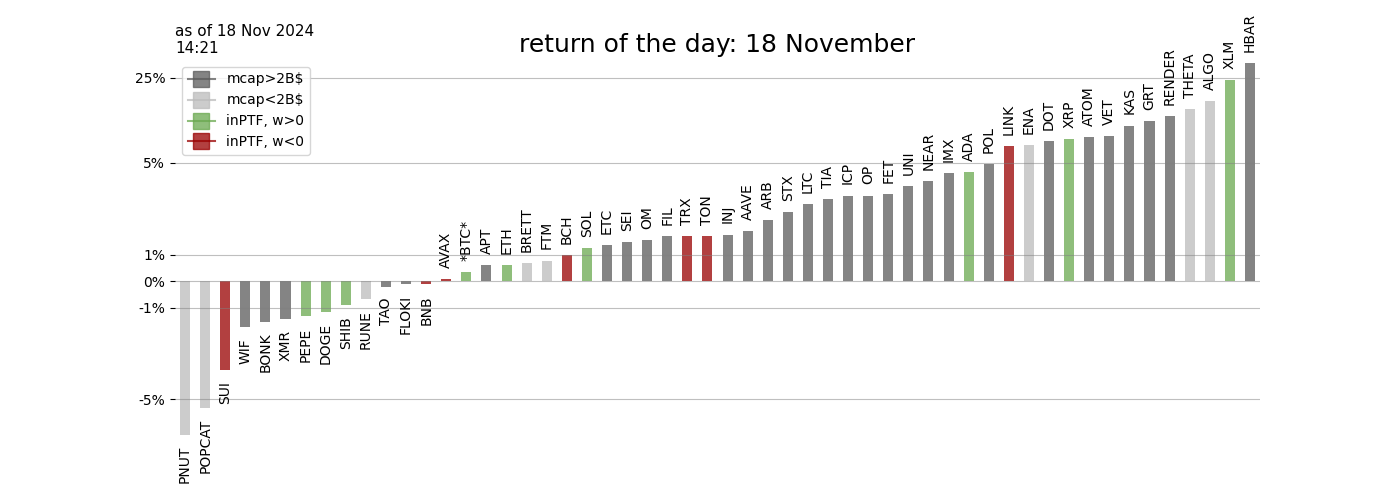 as of 18 Nov 2024
14:21
return of the day: 18 November
mcap>2B$
mcap<2B$
inPTF, w>0
inPTF, w<0
25%
5%
1%
0%
-1%
-5%
PNUT
POPCAT
SUI
WIF
BONK
XMR
PEPE
DOGE
SHIB
RUNE
TAO
FLOKI
BNB
AVAX
*BTC*
APT
ETH
BRETT
FTM
BCH
SOL
ETC
SEI
OM
FIL
TRX
TON
INJ
AAVE
ARB
STX
LTC
TIA
ICP
OP
FET
UNI
NEAR
IMX
ADA
POL
LINK
ENA
DOT
XRP
ATOM
VET
KAS
GRT
RENDER
THETA
ALGO
XLM
HBAR